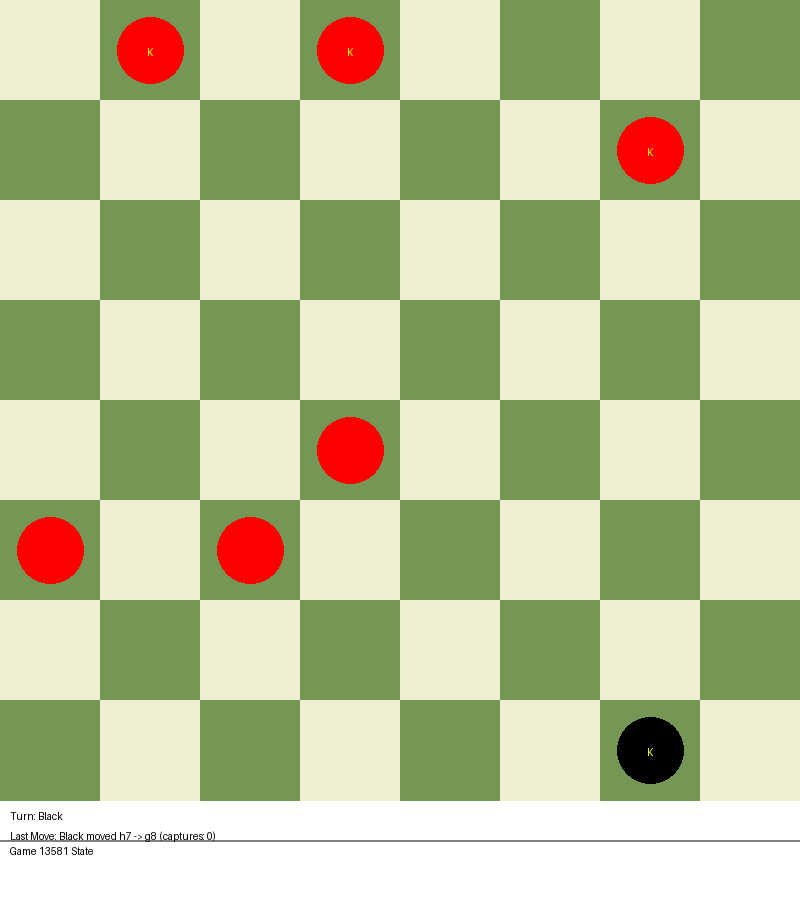 K K
K
K
Turn: Black
Last Move: Black moved h7 -> g8 (captures: 0)
Game 13581 State